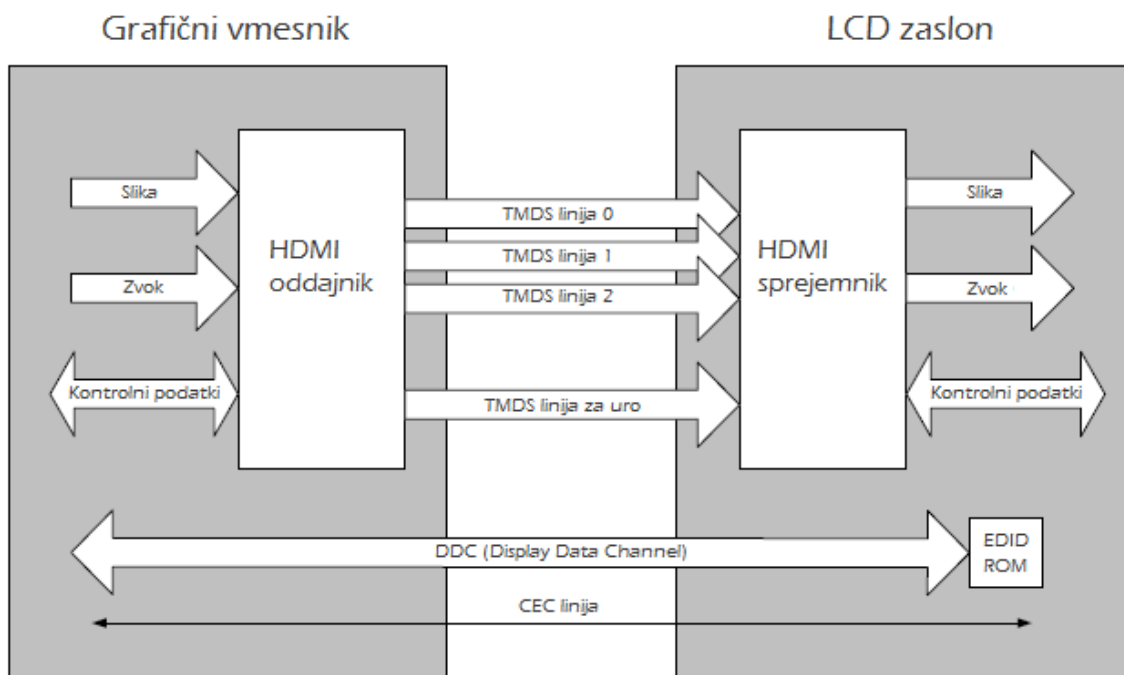 Grafični vmesnik
LCD zaslon
Slika
Zvok
Kontrolni podatki
HDMI
oddajnik
TMDS linija 0
TMDS linija 1
TMDS linija 2
TMDS linija za uro
HDMI
sprejemnik
Slika
Zvok
Kontrolni podatki
DDC (Display Data Channel)
EDID
ROM
CEC linija